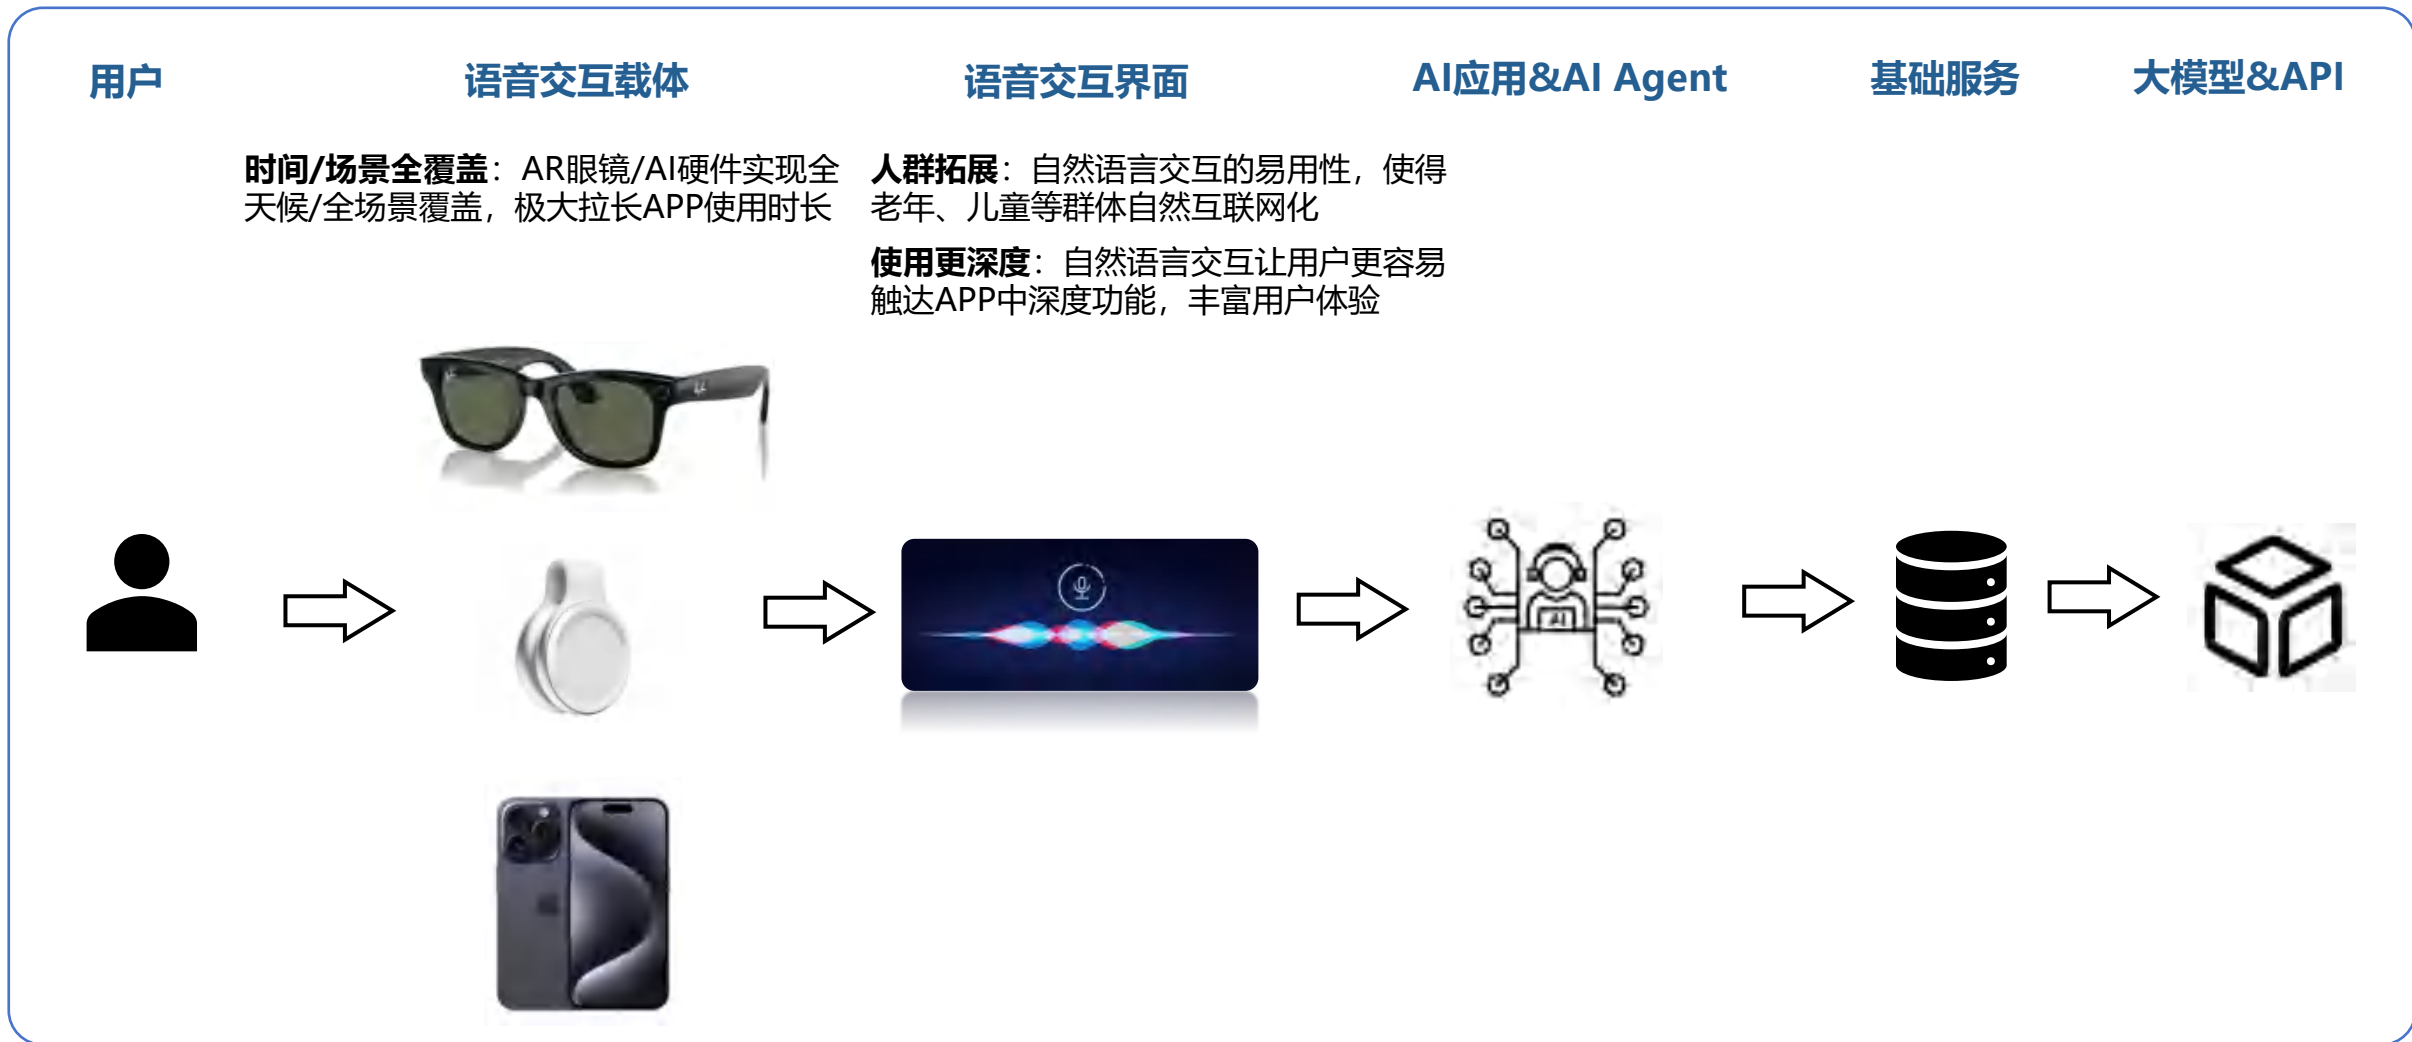 用户
语音交互载体
语音交互界面
AI应用&AI Agent
基础服务
大模型&API
时间/场景全覆盖：AR眼镜/AI硬件实现全
天候/全场景覆盖，极大拉长APP使用时长
人群拓展：自然语言交互的易用性，使得
老年、儿童等群体自然互联网化
使用更深度：自然语言交互让用户更容易
触达APP中深度功能，丰富用户体验
AI